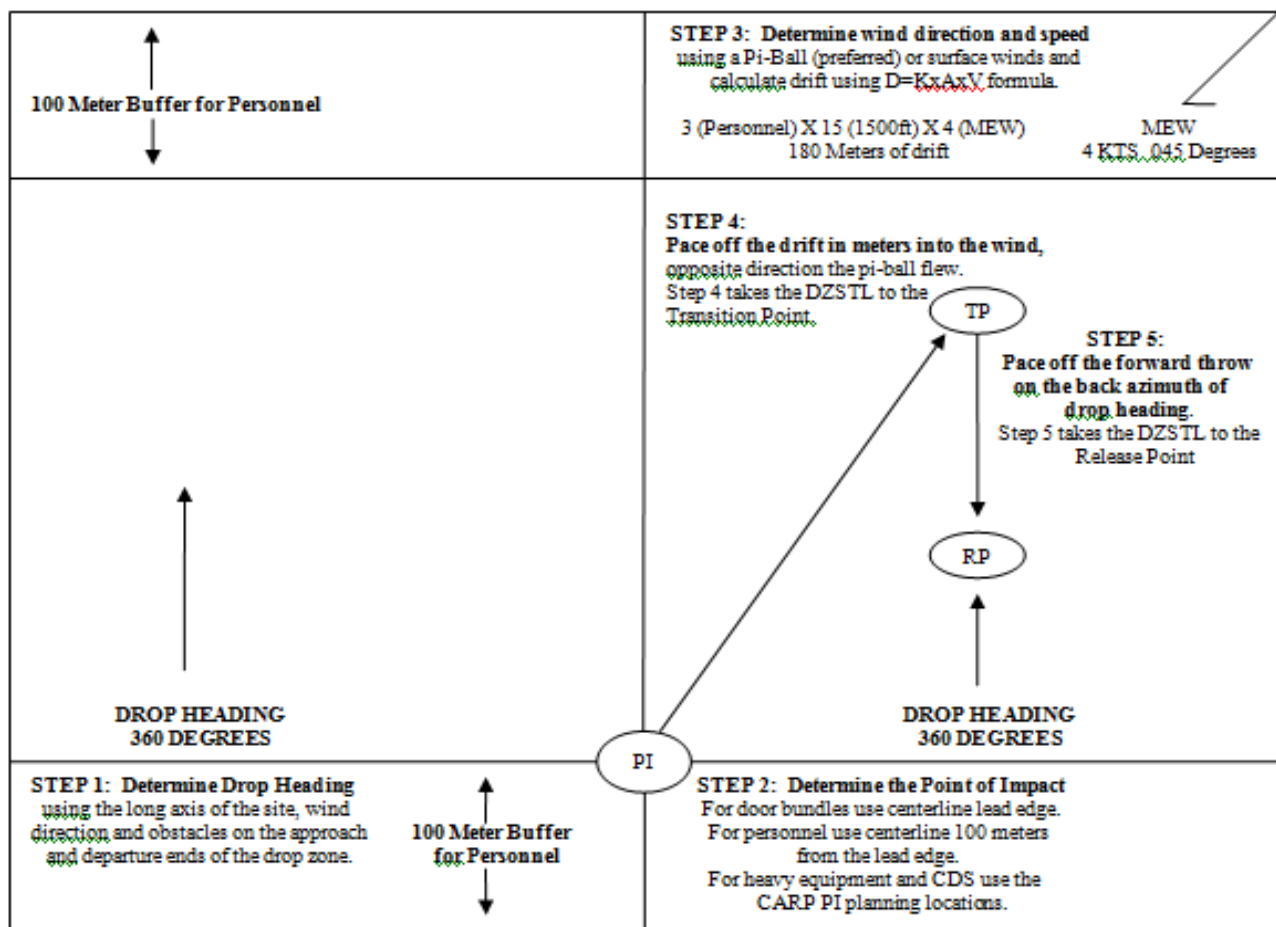 100 Meter Buffer for Personnel
STEP 3:  Determine wind direction and speed
using a Pi-Ball (preferred) or surface winds and
calculate drift using D=KxAxV formula.
3 (Personnel) X 15 (1500ft) X 4 (MEW)
180 Meters of drift
MEW
4 KTS, 045 Degrees
STEP 4:
Pace off the drift in meters into the wind,
opposite direction the pi-ball flew.
Step 4 takes the DZSTL to the
Transition Point.
TP
STEP 5:
Pace off the forward throw
on the back azimuth of
drop heading.
Step 5 takes the DZSTL to the
Release Point
RP
DROP HEADING
360 DEGREES
DROP HEADING
360 DEGREES
PI
STEP 1:  Determine Drop Heading
using the long axis of the site, wind
direction and obstacles on the approach
and departure ends of the drop zone.
100 Meter Buffer
for Personnel
STEP 2:  Determine the Point of Impact
For door bundles use centerline lead edge.
For personnel use centerline 100 meters
from the lead edge.
For heavy equipment and CDS use the
CARP PI planning locations.